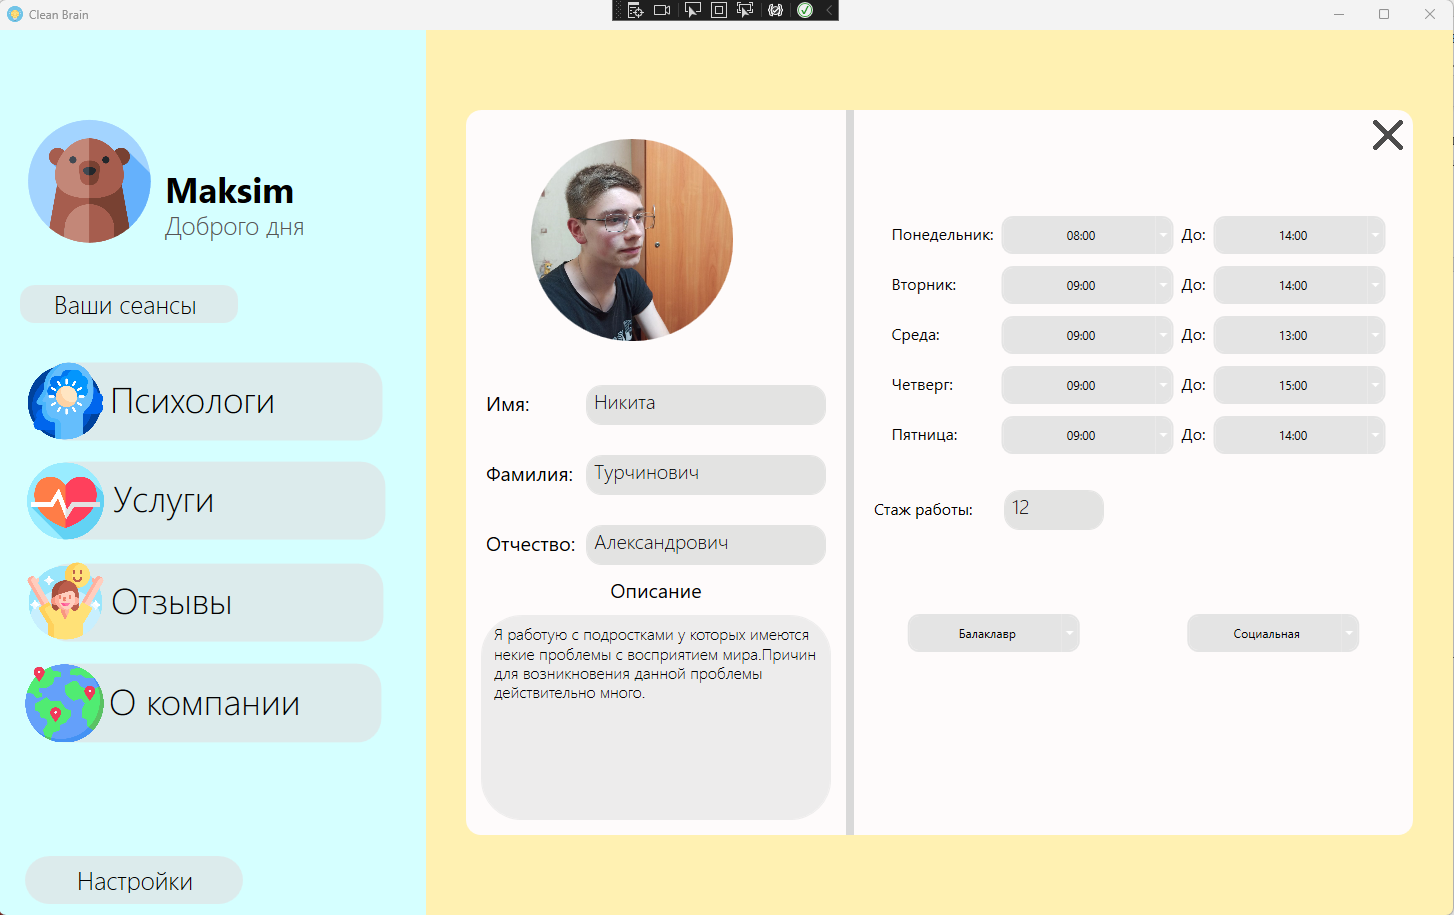 Clean Brain
Maksim
Доброго дня
Ваши сеансы
Психологи
Услуги
Отзывы
О компании
Настройки
Имя: Никита
Фамилия: Турчинович
Отчество: Александрович
Описание
Я работую с подростками у которых имеются
некие проблемы с восприятием мира.Причин
для возникновения данной проблемы
действительно много.
Понедельник: 08:00 До: 14:00
Вторник: 09:00 До: 14:00
Среда: 09:00 До: 13:00
Четверг: 09:00 До: 15:00
Пятница: 09:00 До: 14:00
Стаж работы: 12
Балаклавр Социальная